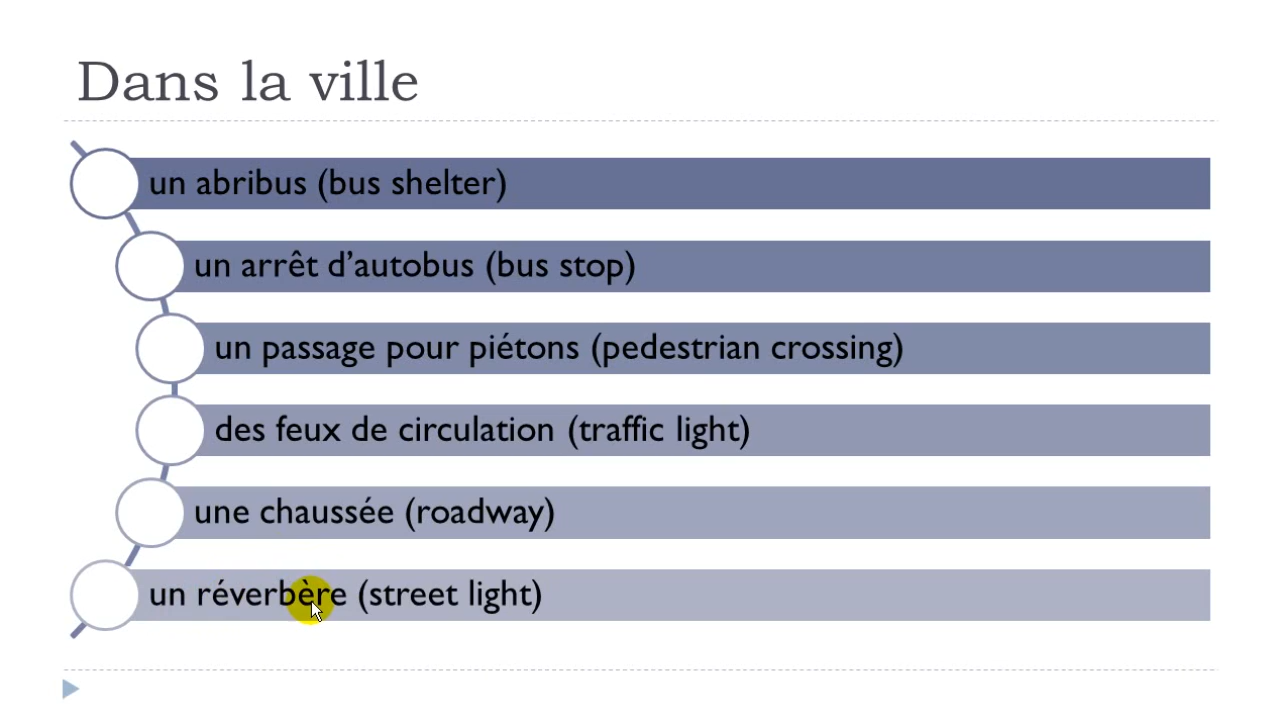 Dans la ville
un abribus (bus shelter)
un arrêt d’autobus (bus stop)
un passage pour piétons (pedestrian crossing)
des feux de circulation (traffic light)
une chaussée (roadway)
un réverbère (street light)